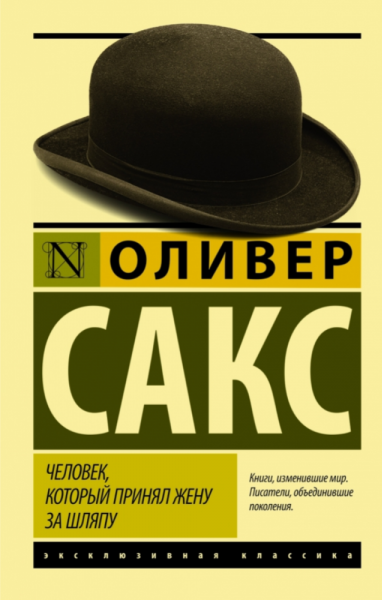 N ОЛИВЕР
САКС
ЧЕЛОВЕК,
КОТОРЫЙ ПРИНЯЛ ЖЕНУ
ЗА ШЛЯПУ
Книги, изменившие мир.
Писатели, объединившие
поколения.
эксклюзивная классика